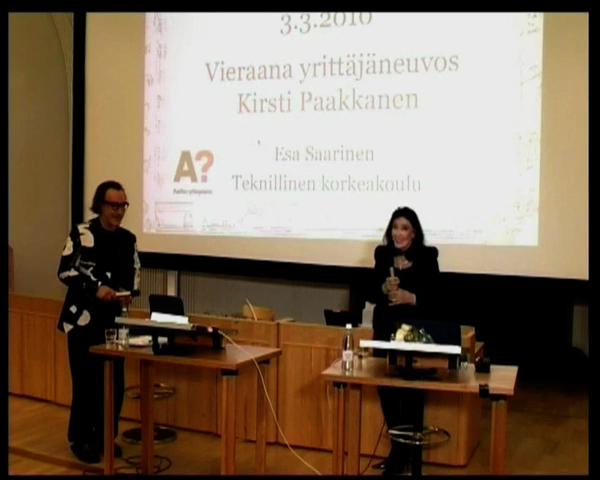 3.3.2010
Vieraana yrittäjäneuvos
Kirsti Paakkanen
Esa Saarinen
Teknillinen korkeakoulu
A?